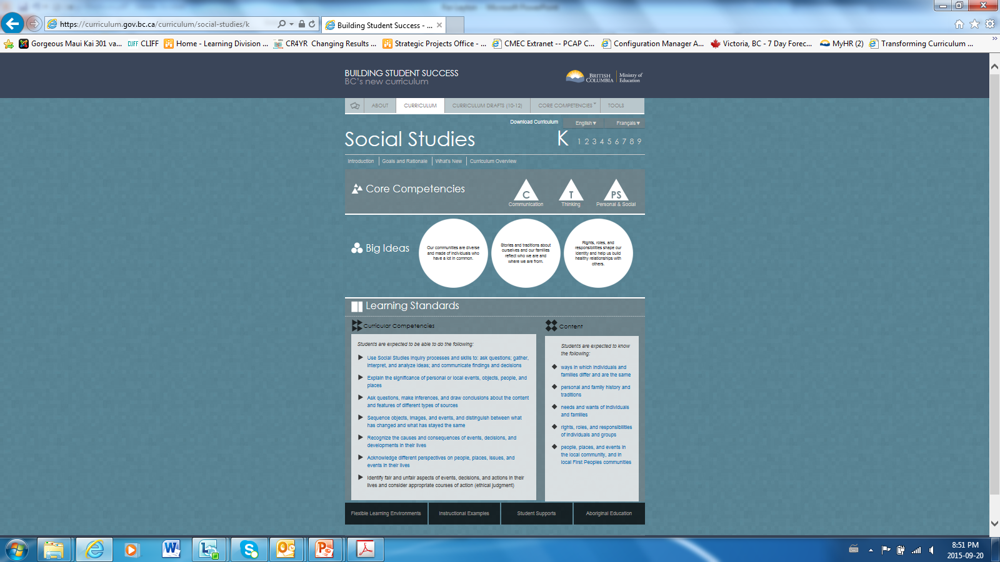 https://curriculum.gov.bc.ca/curriculum/social-studies/k
Building Student Success - ...
Gorgeous Maui Kai 301 va...
CLIFF CLIFF
Home - Learning Division ...
CR4YR Changing Results ...
Strategic Projects Office - ...
CMEC Extranet -- PCAP C...
Configuration Manager A...
Victoria, BC - 7 Day Forec...
MyHR (2)
Transforming Curriculum ...
BUILDING STUDENT SUCCESS
BC's new curriculum
BRITISH COLUMBIA
Ministry of Education
ABOUT
CURRICULUM
CURRICULUM DRAFTS (10-12)
CORE COMPETENCIES
TOOLS
Download Curriculum
English
Français
Social Studies
K 1 2 3 4 5 6 7 8 9
Introduction
Goals and Rationale
What's New
Curriculum Overview
Core Competencies
C
Communication
T
Thinking
PS
Personal & Social
Big Ideas
Our communities are diverse
and made of individuals who
have a lot in common.
Stories and traditions about
ourselves and our families
reflect who we are and
where we are from.
Rights, roles, and
responsibilities shape our
identity and help us build
healthy relationships with
others.
Learning Standards
Curricular Competencies
Students are expected to be able to do the following:
Use Social Studies inquiry processes and skills to: ask questions; gather,
interpret, and analyze ideas; and communicate findings and decisions
Explain the significance of personal or local events, objects, people, and
places
Ask questions, make inferences, and draw conclusions about the content
and features of different types of sources
Sequence objects, images, and events, and distinguish between what
has changed and what has stayed the same
Recognize the causes and consequences of events, decisions, and
developments in their lives
Acknowledge different perspectives on people, places, issues, and
events in their lives
Identify fair and unfair aspects of events, decisions, and actions in their
lives and consider appropriate courses of action (ethical judgment)
Content
Students are expected to know
the following:
ways in which individuals and
families differ and are the same
personal and family history and
traditions
needs and wants of individuals
and families
rights, roles, and responsibilities
of individuals and groups
people, places, and events in
the local community, and in
local First Peoples communities
Flexible Learning Environments
Instructional Examples
Student Supports
Aboriginal Education
8:51 PM
2015-09-20